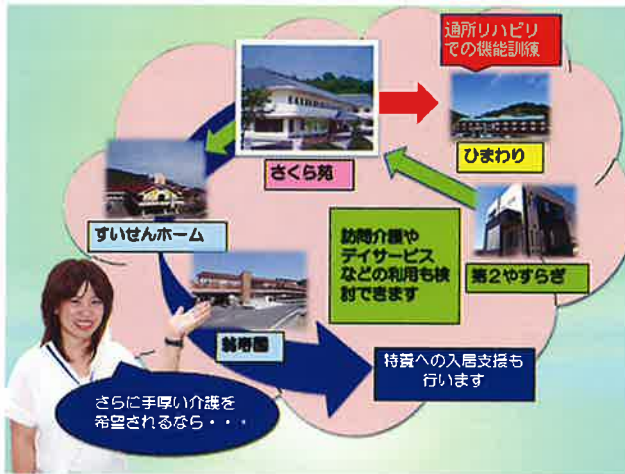 通所リハビリ
での機能訓練
さくら苑
ひまわり
すいせんホーム
訪問介護や
デイサービス
などの利用も検
討できます
第2やすらぎ
特養への入居支援も
行います
さらに手厚い介護を
希望されるなら・・・